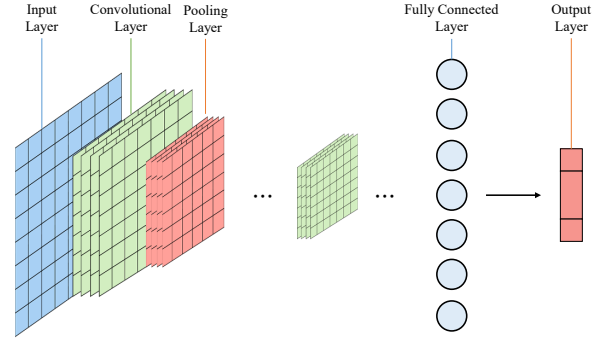 Input
Layer
Convolutional
Layer
Pooling
Layer
Fully Connected
Layer
Output
Layer
...
...